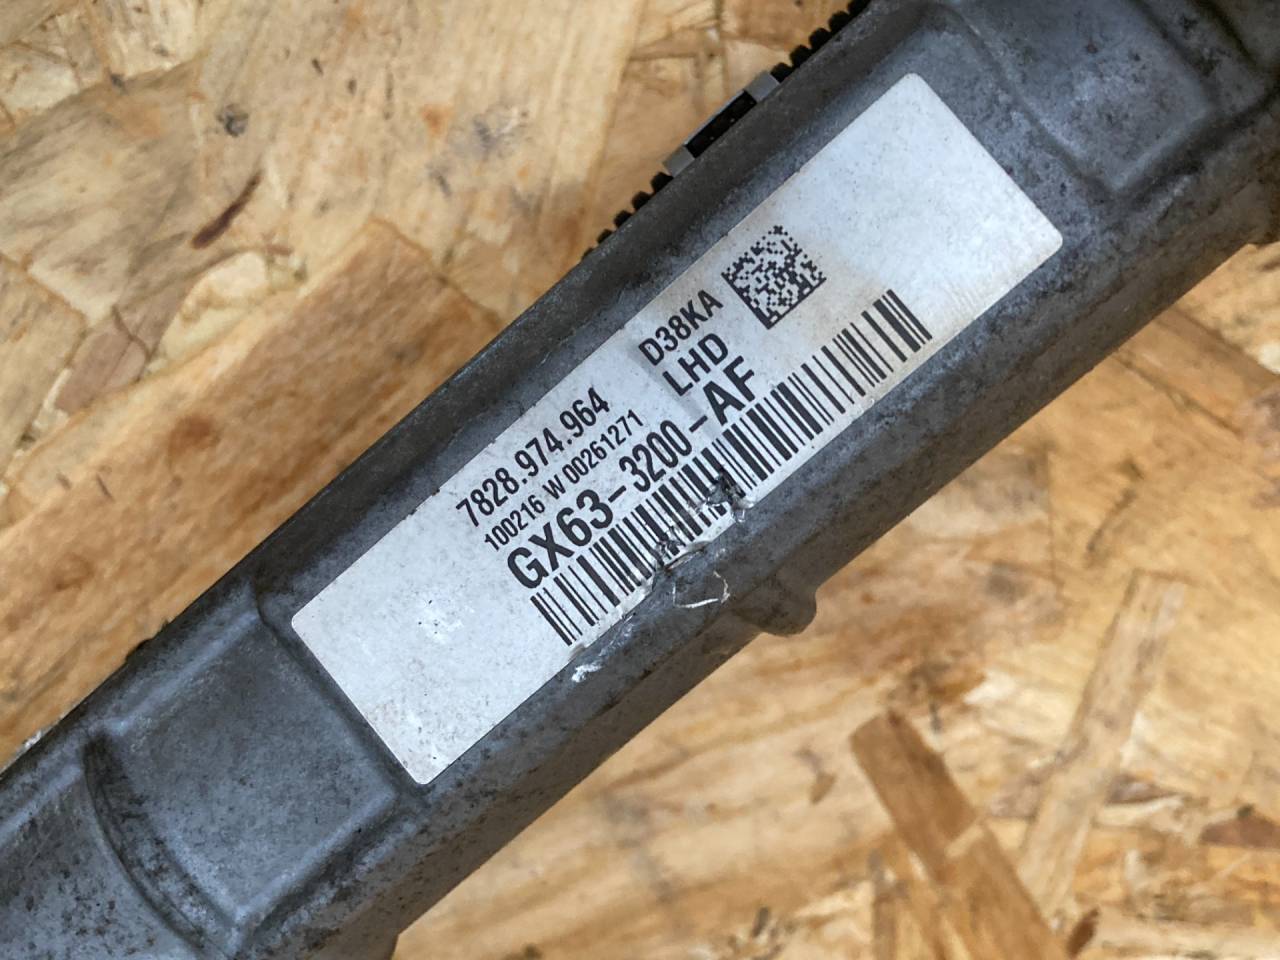 7828.974.964 D38KA
100216 W 00261271 LHD
GX63-3200-AF